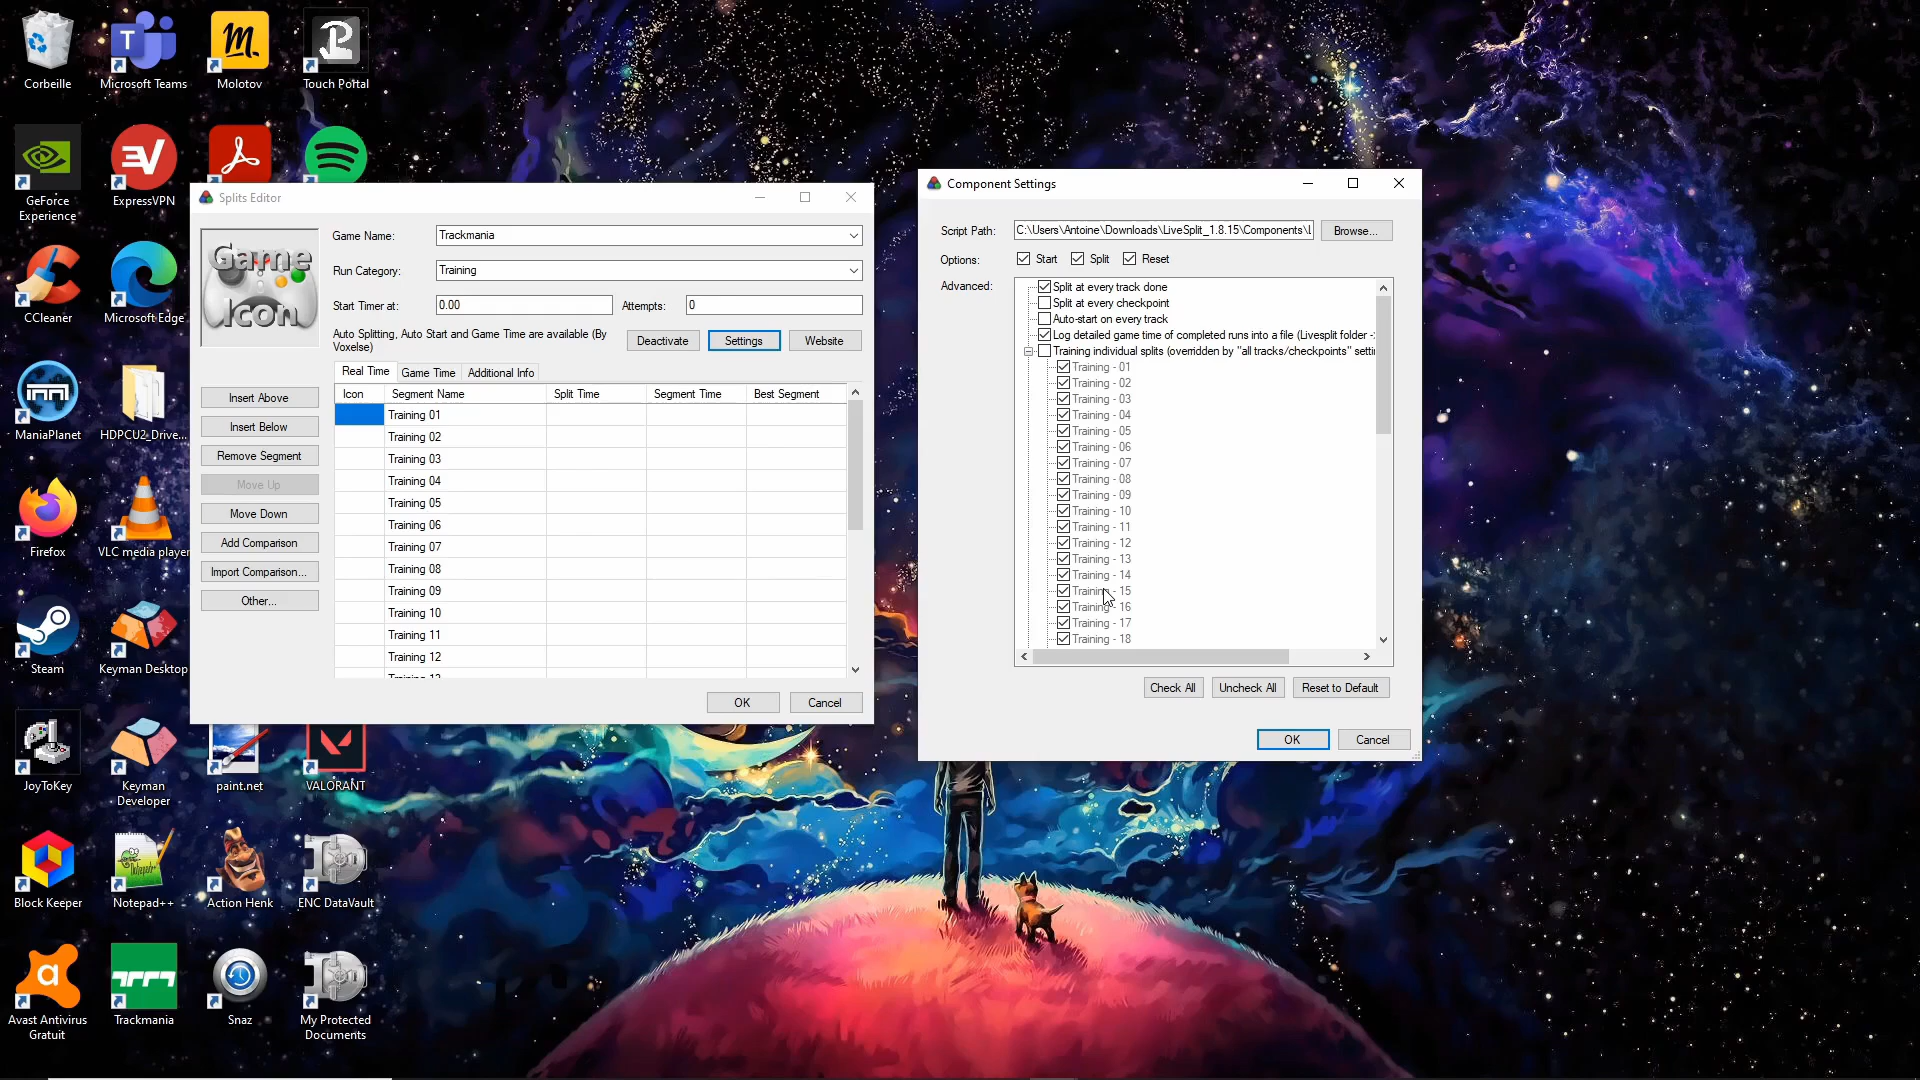 Corbeille
Microsoft Teams
Molotov
Touch Portal
GeForce
Experience
ExpressVPN
CCleaner
Microsoft Edge
ManiaPlanet
HDPCU2_Drive...
Firefox
VLC media player
Steam
Keyman Desktop
JoyToKey
Keyman
Developer
paint.net
VALORANT
Block Keeper
Notepad++
Action Henk
ENC DataVault
Avast Antivirus
Gratuit
Trackmania
Snaz
My Protected
Documents
Splits Editor
Game
Icon
Game Name:
Trackmania
Run Category:
Training
Start Timer at:
0.00
Attempts:
0
Auto Splitting, Auto Start and Game Time are available (By
Voxelse)
Deactivate
Settings
Website
Real Time
Game Time
Additional Info
Insert Above
Insert Below
Remove Segment
Move Up
Move Down
Add Comparison
Import Comparison...
Other...
Icon
Segment Name
Split Time
Segment Time
Best Segment
Training 01
Training 02
Training 03
Training 04
Training 05
Training 06
Training 07
Training 08
Training 09
Training 10
Training 11
Training 12
OK
Cancel
Component Settings
Script Path:
C:\Users\Antoine\Downloads\LiveSplit_1.8.15\Components\L
Browse...
Options:
Start
Split
Reset
Advanced:
Split at every track done
Split at every checkpoint
Auto-start on every track
Log detailed game time of completed runs into a file (Livesplit folder -
Training individual splits (overridden by "all tracks/checkpoints" setti
Training - 01
Training - 02
Training - 03
Training - 04
Training - 05
Training - 06
Training - 07
Training - 08
Training - 09
Training - 10
Training - 11
Training - 12
Training - 13
Training - 14
Training - 15
Training - 16
Training - 17
Training - 18
Check All
Uncheck All
Reset to Default
OK
Cancel